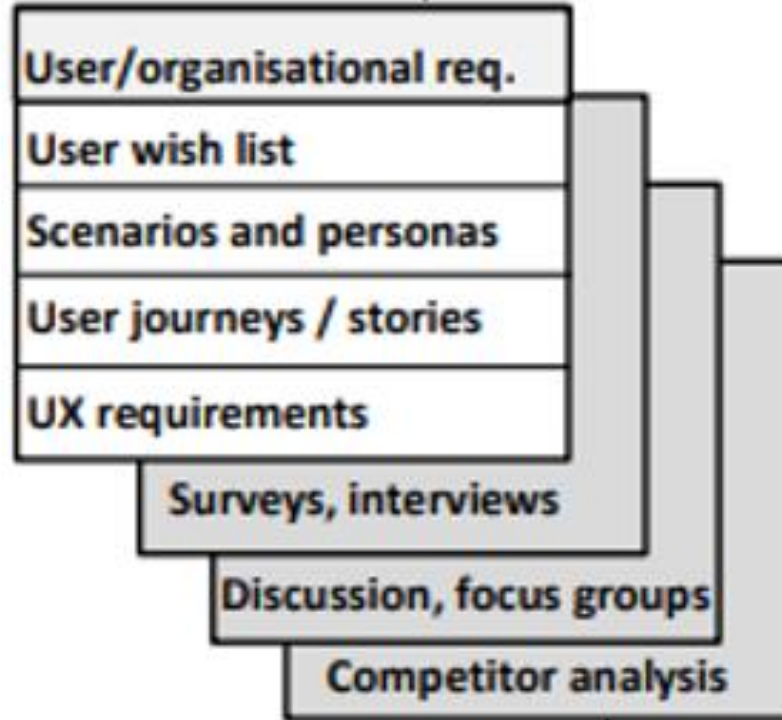 User/organisational req.
User wish list
Scenarios and personas
User journeys / stories
UX requirements
Surveys, interviews
Discussion, focus groups
Competitor analysis